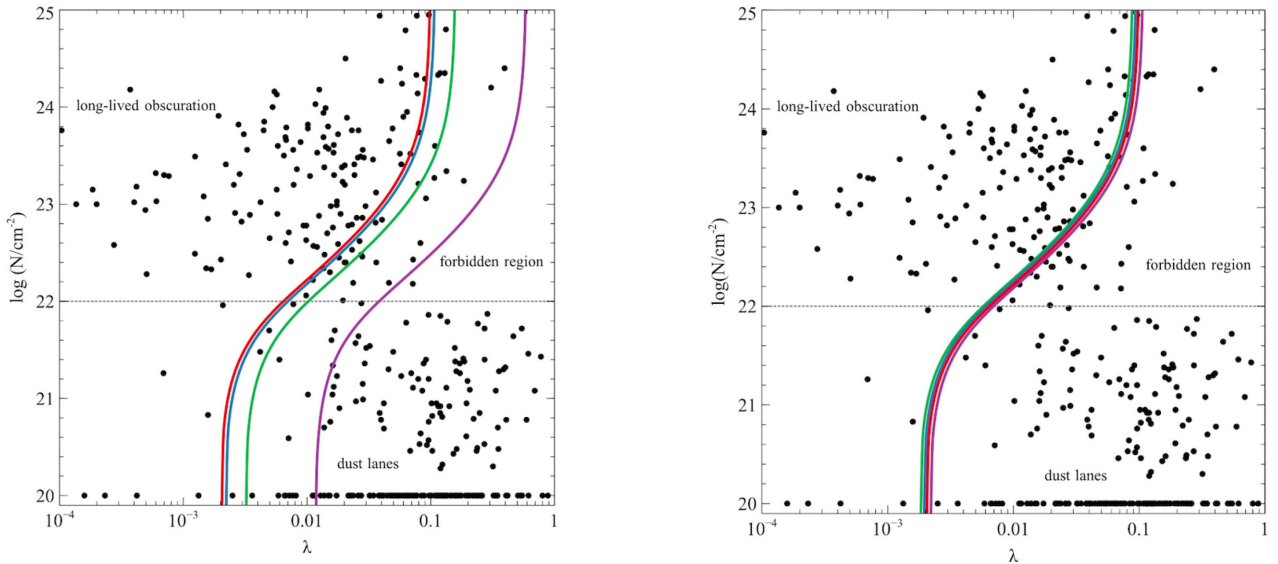 25
24
23
22
21
20
log (N/cm⁻²)
long-lived obscuration
forbidden region
dust lanes
10⁻⁴
10⁻³
0.01
0.1
1
λ
25
24
23
22
21
20
log(N/cm⁻²)
long-lived obscuration
forbidden region
dust lanes
10⁻⁴
10⁻³
0.01
0.1
1
λ